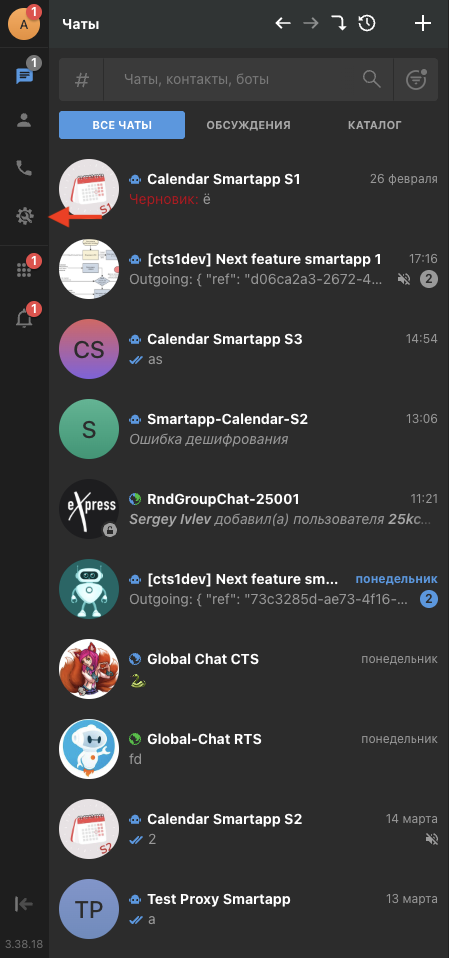 A
1
Чаты
1
#
Чаты, контакты, боты
ВСЕ ЧАТЫ
ОБСУЖДЕНИЯ
КАТАЛОГ
Calendar Smartapp S1
26 февраля
Черновик: ё
S1
[cts1dev] Next feature smartapp 1
17:16
Outgoing: { "ref": "d06ca2a3-2672-4...
2
1
1
CS
Calendar Smartapp S3
14:54
as
S
Smartapp-Calendar-S2
13:06
Ошибка дешифрования
eXpress
RndGroupChat-25001
11:21
Sergey Ivlev добавил(а) пользователя 25kc...
[cts1dev] Next feature sm...
понедельник
Outgoing: { "ref": "73c3285d-ae73-4f16-...
2
Global Chat CTS
понедельник
Global-Chat RTS
понедельник
fd
Calendar Smartapp S2
14 марта
2
S2
TP
Test Proxy Smartapp
13 марта
a
3.38.18